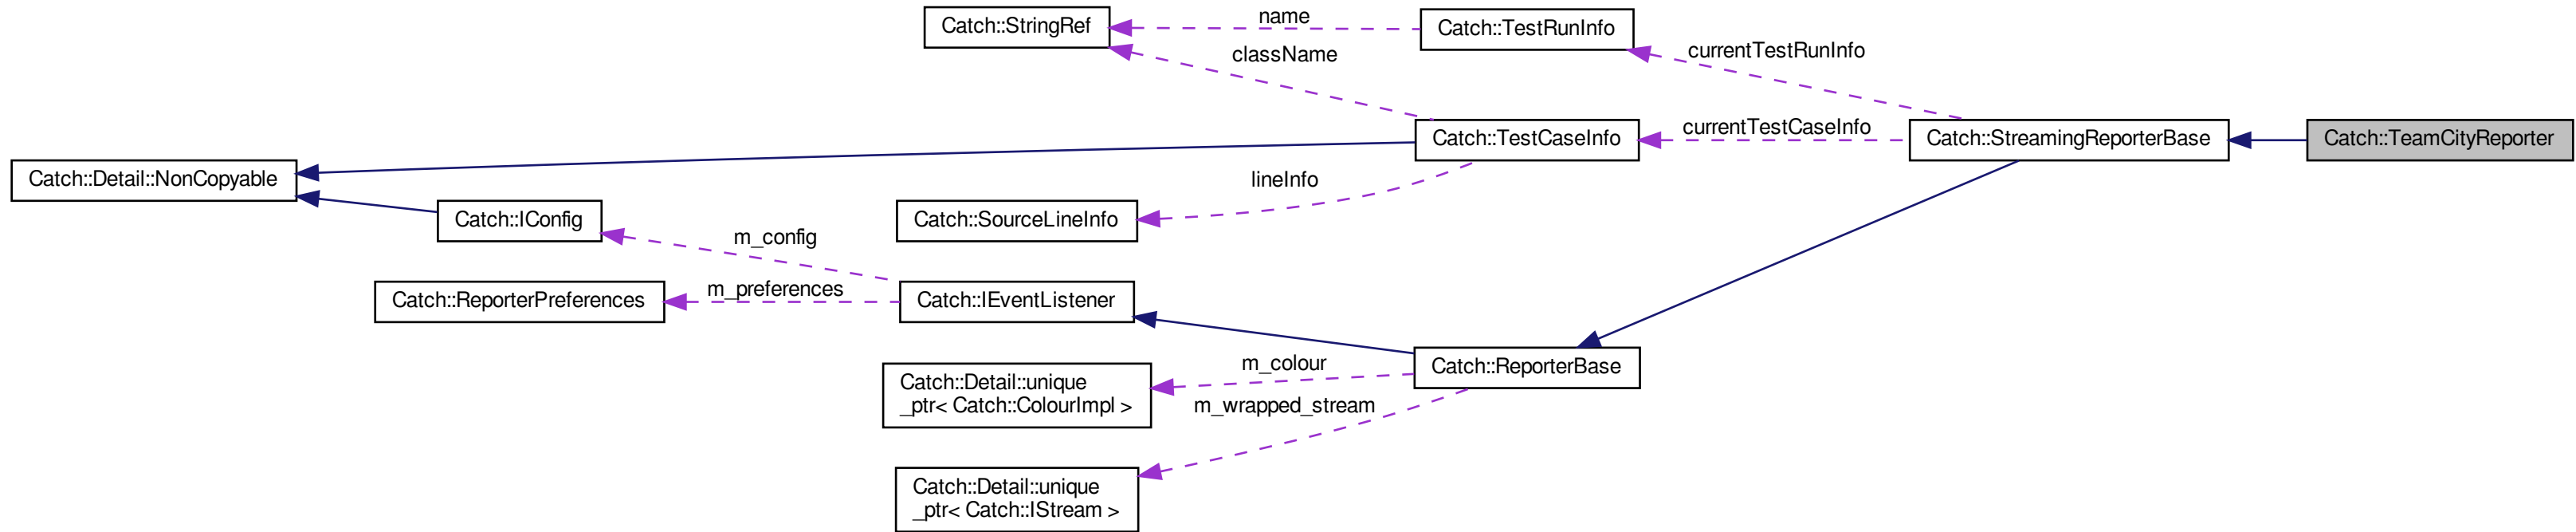 Catch::StringRef
name
Catch::TestRunInfo
className
currentTestRunInfo
Catch::TestCaseInfo
currentTestCaseInfo
Catch::StreamingReporterBase
Catch::TeamCityReporter
Catch::Detail::NonCopyable
lineInfo
Catch::IConfig
Catch::SourceLineInfo
m_config
m_preferences
Catch::ReporterPreferences
Catch::IEventListener
m_colour
Catch::ReporterBase
Catch::Detail::unique
_ptr< Catch::ColourImpl >
m_wrapped_stream
Catch::Detail::unique
_ptr< Catch::IStream >